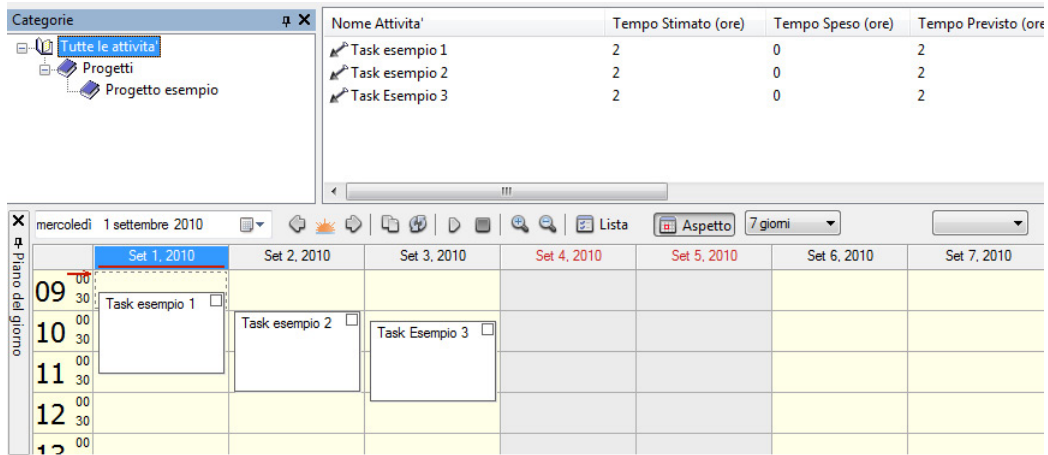 Categorie
Tutte le attivita'
Progetti
Progetto esempio
Nome Attivita' Tempo Stimato (ore) Tempo Speso (ore) Tempo Previsto (ore
Task esempio 1 2 0 2
Task esempio 2 2 0 2
Task Esempio 3 2 0 2
mercoledì 1 settembre 2010 Lista Aspetto 7 giorni
Piano del giorno
Set 1, 2010 Set 2, 2010 Set 3, 2010 Set 4, 2010 Set 5, 2010 Set 6, 2010 Set 7, 2010
09 00 30
Task esempio 1
10 00 30
Task esempio 2
Task Esempio 3
11 00 30
12 00 30
13 00